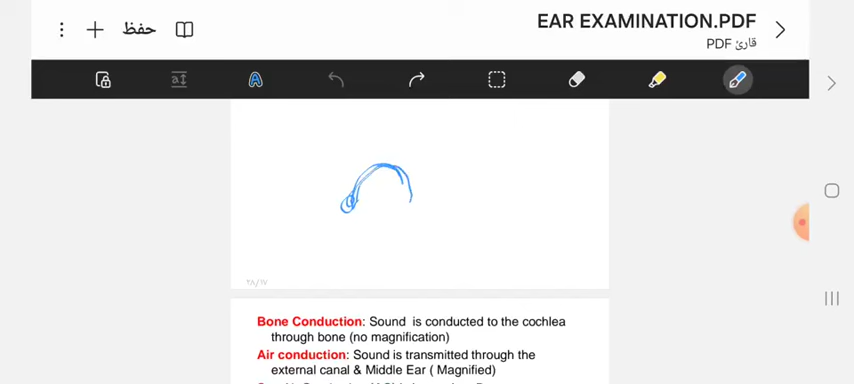 EAR EXAMINATION.PDF
قارئ PDF
حفظ
Bone Conduction: Sound is conducted to the cochlea
through bone (no magnification)
Air conduction: Sound is transmitted through the
external canal & Middle Ear ( Magnified)